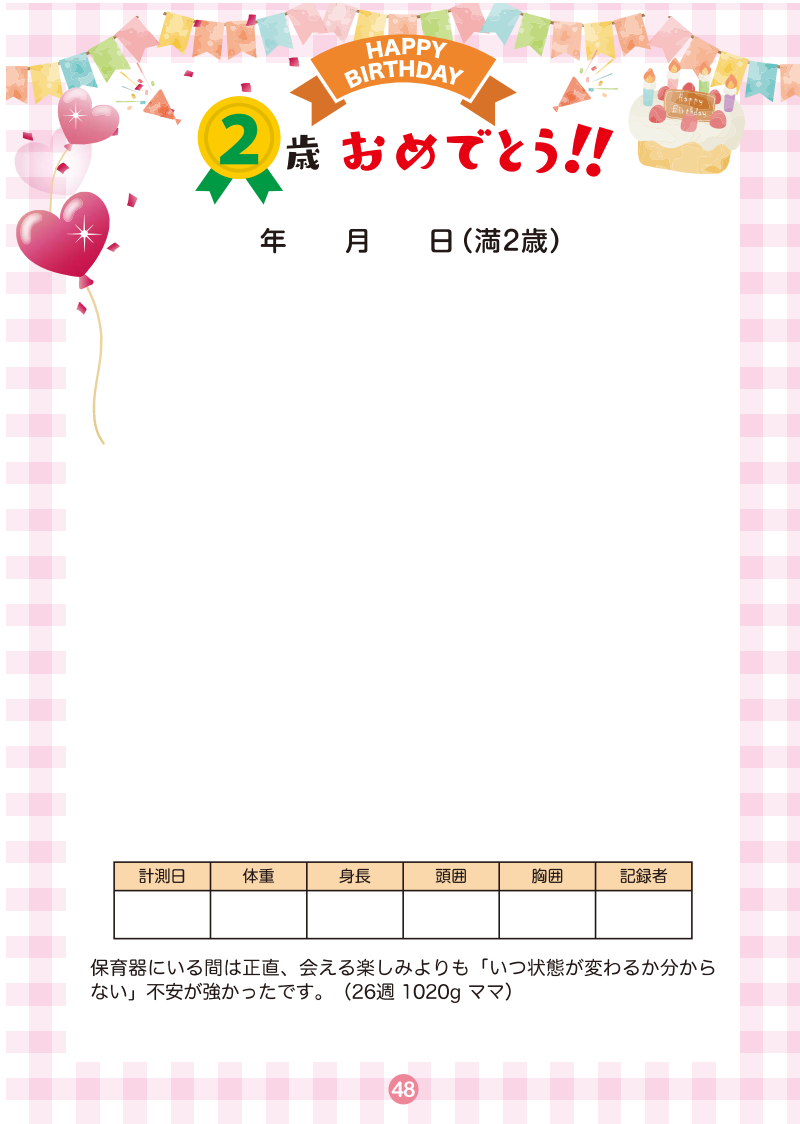 HAPPY
BIRTHDAY
Happy
Birthday
2歳 おめでとう!!
年 月 日(満2歳)
計測日 体重 身長 頭囲 胸囲 記録者
保育器にいる間は正直、会える楽しみよりも「いつ状態が変わるか分から
ない」不安が強かったです。(26週 1020g ママ)
48